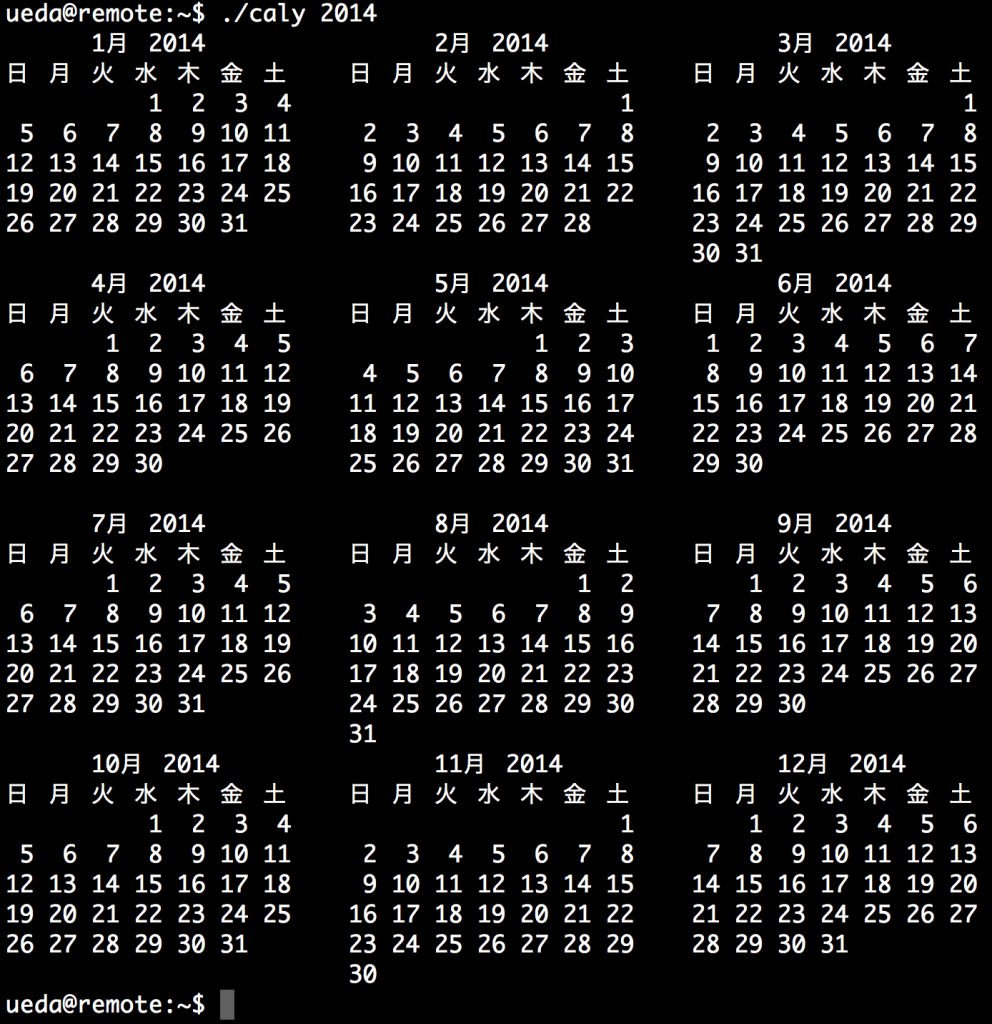 ueda@remote:~$ ./caly 2014
      1月 2014                2月 2014                3月 2014
日 月 火 水 木 金 土    日 月 火 水 木 金 土    日 月 火 水 木 金 土
          1  2  3  4                       1                       1
 5  6  7  8  9 10 11     2  3  4  5  6  7  8     2  3  4  5  6  7  8
12 13 14 15 16 17 18     9 10 11 12 13 14 15     9 10 11 12 13 14 15
19 20 21 22 23 24 25    16 17 18 19 20 21 22    16 17 18 19 20 21 22
26 27 28 29 30 31       23 24 25 26 27 28       23 24 25 26 27 28 29
                                                30 31
      4月 2014                5月 2014                6月 2014
日 月 火 水 木 金 土    日 月 火 水 木 金 土    日 月 火 水 木 金 土
       1  2  3  4  5                 1  2  3     1  2  3  4  5  6  7
 6  7  8  9 10 11 12     4  5  6  7  8  9 10     8  9 10 11 12 13 14
13 14 15 16 17 18 19    11 12 13 14 15 16 17    15 16 17 18 19 20 21
20 21 22 23 24 25 26    18 19 20 21 22 23 24    22 23 24 25 26 27 28
27 28 29 30             25 26 27 28 29 30 31    29 30
      7月 2014                8月 2014                9月 2014
日 月 火 水 木 金 土    日 月 火 水 木 金 土    日 月 火 水 木 金 土
       1  2  3  4  5                    1  2        1  2  3  4  5  6
 6  7  8  9 10 11 12     3  4  5  6  7  8  9     7  8  9 10 11 12 13
13 14 15 16 17 18 19    10 11 12 13 14 15 16    14 15 16 17 18 19 20
20 21 22 23 24 25 26    17 18 19 20 21 22 23    21 22 23 24 25 26 27
27 28 29 30 31          24 25 26 27 28 29 30    28 29 30
                        31
      10月 2014               11月 2014               12月 2014
日 月 火 水 木 金 土    日 月 火 水 木 金 土    日 月 火 水 木 金 土
          1  2  3  4                       1        1  2  3  4  5  6
 5  6  7  8  9 10 11     2  3  4  5  6  7  8     7  8  9 10 11 12 13
12 13 14 15 16 17 18     9 10 11 12 13 14 15    14 15 16 17 18 19 20
19 20 21 22 23 24 25    16 17 18 19 20 21 22    21 22 23 24 25 26 27
26 27 28 29 30 31       23 24 25 26 27 28 29    28 29 30 31
                        30
ueda@remote:~$